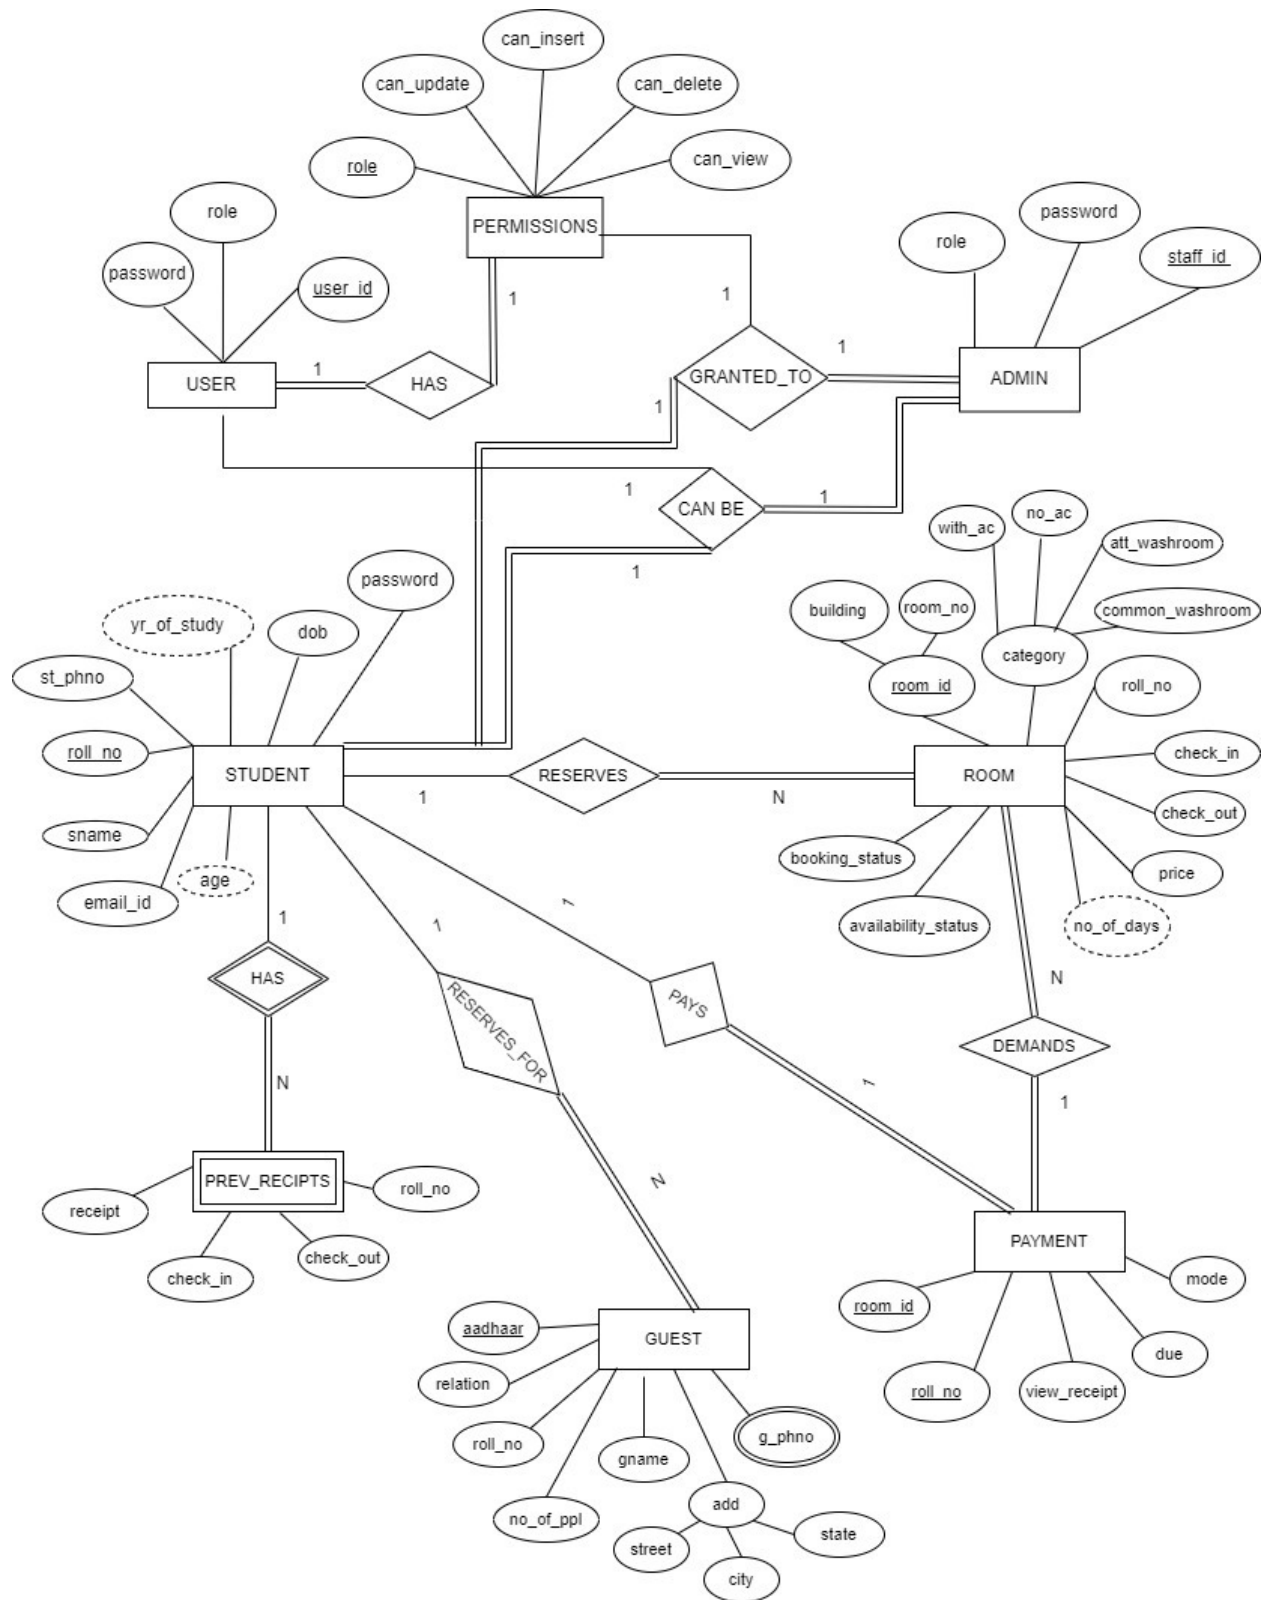 can_insert
can_update
can_delete
role
can_view
PERMISSIONS
role
password
user_id
role
password
staff_id
1
1
USER
1
HAS
GRANTED_TO
1
ADMIN
1
1
CAN BE
1
1
with_ac
no_ac
att_washroom
building
room_no
common_washroom
category
room_id
roll_no
check_in
check_out
price
no_of_days
availability_status
booking_status
ROOM
password
dob
yr_of_study
st_phno
roll_no
sname
email_id
age
STUDENT
1
RESERVES
N
1
HAS
N
PREV_RECIPTS
receipt
check_in
check_out
roll_no
1
RESERVES_FOR
N
1
PAYS
1
N
DEMANDS
1
PAYMENT
room_id
roll_no
view_receipt
due
mode
GUEST
aadhaar
relation
roll_no
no_of_ppl
gname
g_phno
add
street
city
state